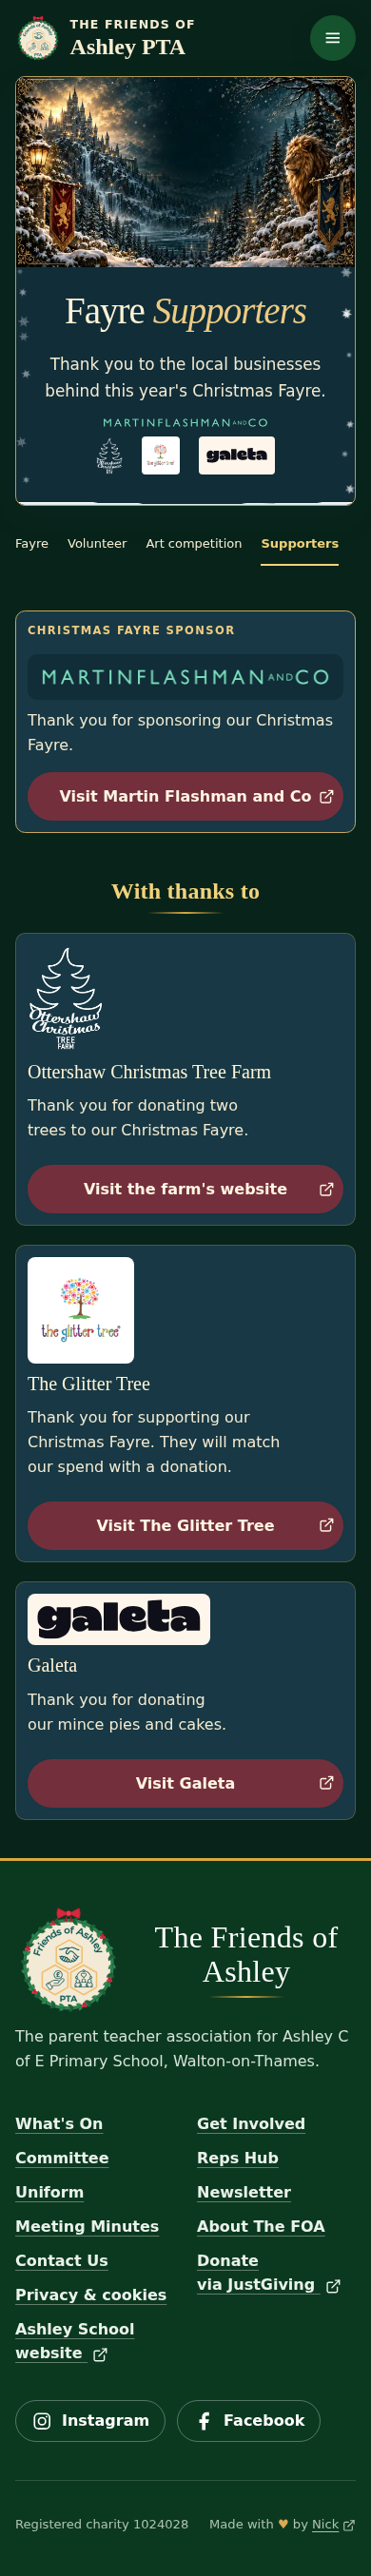 THE FRIENDS OF
Ashley PTA
Fayre Supporters
Thank you to the local businesses
behind this year's Christmas Fayre.
MARTINFLASHMANANDCO
galeta
Fayre
Volunteer
Art competition
Supporters
CHRISTMAS FAYRE SPONSOR
MARTINFLASHMANANDCO
Thank you for sponsoring our Christmas
Fayre.
Visit Martin Flashman and Co
With thanks to
Ottershaw
Christmas
TREE
FARM
Ottershaw Christmas Tree Farm
Thank you for donating two
trees to our Christmas Fayre.
Visit the farm's website
the glitter tree
The Glitter Tree
Thank you for supporting our
Christmas Fayre. They will match
our spend with a donation.
Visit The Glitter Tree
galeta
Galeta
Thank you for donating
our mince pies and cakes.
Visit Galeta
Friends of Ashley
PTA
The Friends of
Ashley
The parent teacher association for Ashley C
of E Primary School, Walton-on-Thames.
What's On
Committee
Uniform
Meeting Minutes
Contact Us
Privacy & cookies
Ashley School
website
Get Involved
Reps Hub
Newsletter
About The FOA
Donate
via JustGiving
Instagram
Facebook
Registered charity 1024028
Made with ♥ by Nick